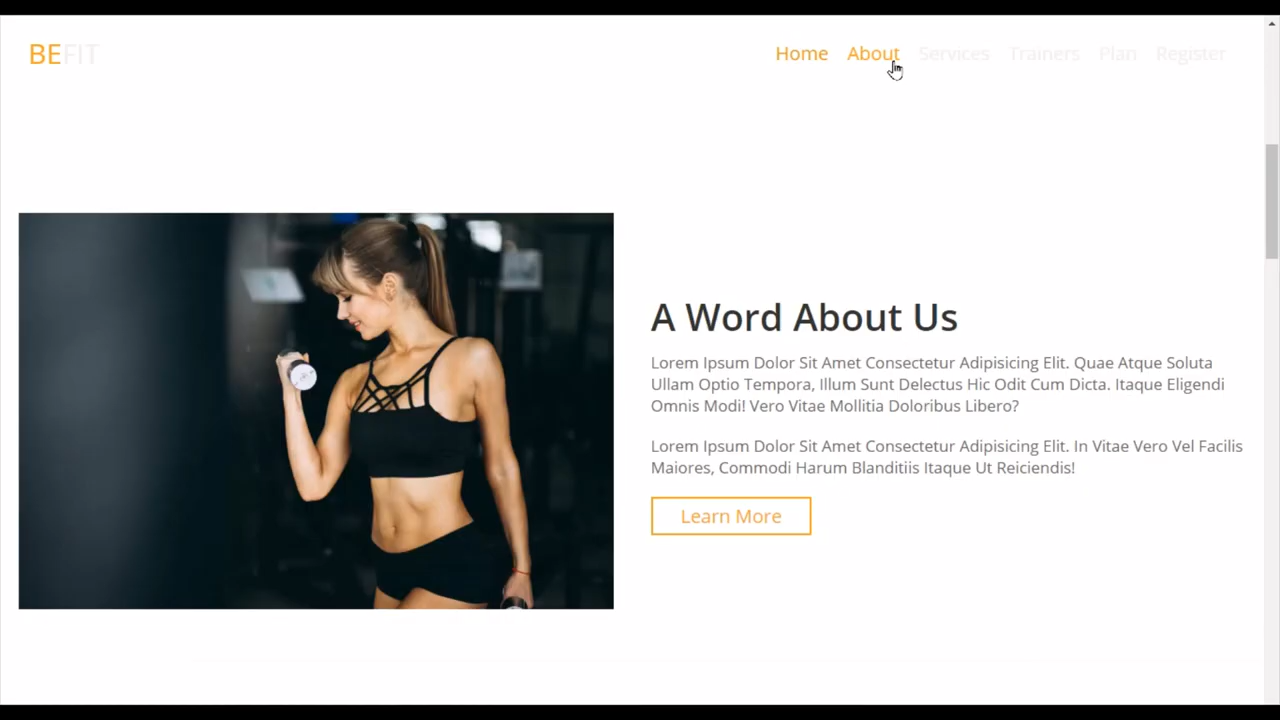 BEFIT
Home About Services Trainers Plan Register
A Word About Us
Lorem Ipsum Dolor Sit Amet Consectetur Adipisicing Elit. Quae Atque Soluta
Ullam Optio Tempora, Illum Sunt Delectus Hic Odit Cum Dicta. Itaque Eligendi
Omnis Modi! Vero Vitae Mollitia Doloribus Libero?
Lorem Ipsum Dolor Sit Amet Consectetur Adipisicing Elit. In Vitae Vero Vel Facilis
Maiores, Commodi Harum Blanditiis Itaque Ut Reiciendis!
Learn More